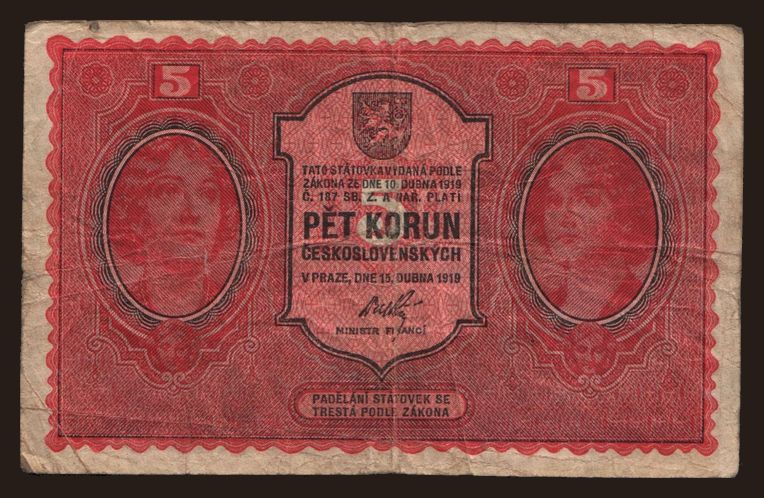 5 5
TATO STÁTOVKA VYDANÁ PODLE
ZÁKONA ZE DNE 10. DUBNA 1919
Č. 187 SB. Z. A NAŘ. PLATÍ
PĚT KORUN
ČESKOSLOVENSKÝCH
V PRAZE, DNE 15. DUBNA 1919
MINISTR FINANCÍ
PADĚLÁNÍ STÁTOVEK SE
TRESTÁ PODLE ZÁKONA